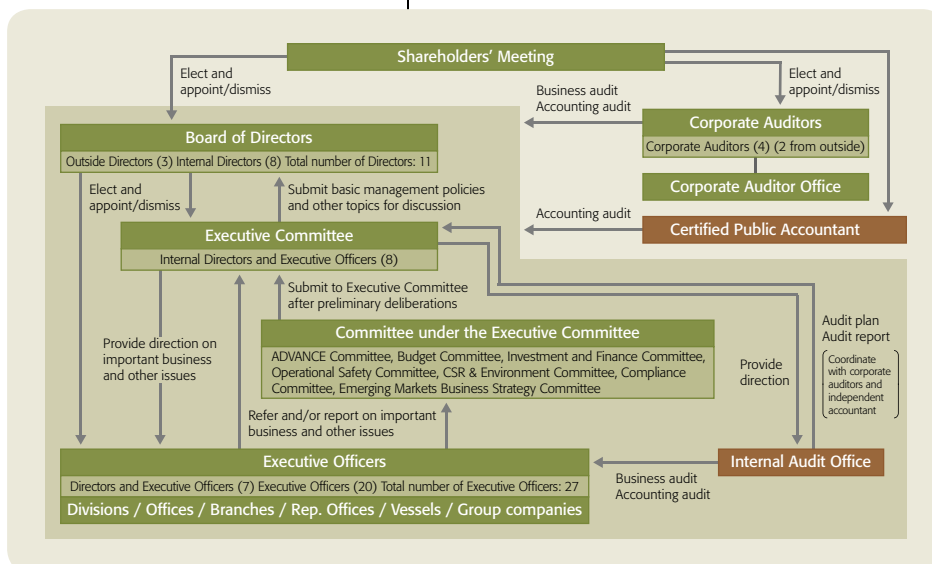 Shareholders' Meeting
Elect and
appoint/dismiss
Business audit
Accounting audit
Elect and
appoint/dismiss
Board of Directors
Outside Directors (3) Internal Directors (8) Total number of Directors: 11
Corporate Auditors
Corporate Auditors (4) (2 from outside)
Corporate Auditor Office
Elect and
appoint/dismiss
Submit basic management policies
and other topics for discussion
Accounting audit
Certified Public Accountant
Executive Committee
Internal Directors and Executive Officers (8)
Submit to Executive Committee
after preliminary deliberations
Committee under the Executive Committee
ADVANCE Committee, Budget Committee, Investment and Finance Committee,
Operational Safety Committee, CSR & Environment Committee, Compliance
Committee, Emerging Markets Business Strategy Committee
Provide direction on
important business
and other issues
Provide
direction
Audit plan
Audit report
Coordinate
with corporate
auditors and
independent
accountant
Refer and/or report on important
business and other issues
Executive Officers
Directors and Executive Officers (7) Executive Officers (20) Total number of Executive Officers: 27
Divisions / Offices / Branches / Rep. Offices / Vessels / Group companies
Business audit
Accounting audit
Internal Audit Office